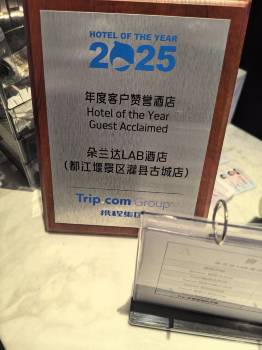 HOTEL OF THE YEAR
2025
年度客户赞誉酒店
Hotel of the Year
Guest Acclaimed
朵兰达LAB酒店
(都江堰景区灌县古城店)
Trip.com Group
携程集团